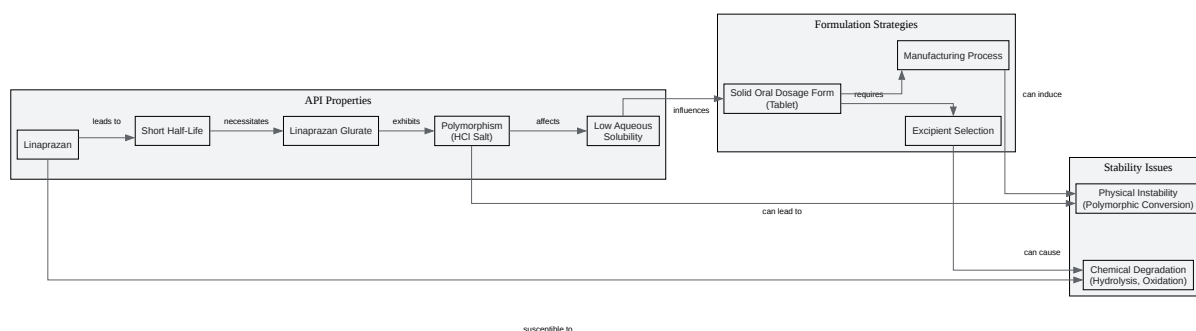 Formulation Strategies
Manufacturing Process
Solid Oral Dosage Form
(Tablet)
requires
Excipient Selection
can induce
API Properties
influences
leads to
necessitates
exhibits
affects
Linaprazan
Short Half-Life
Linaprazan Glurate
Polymorphism
(HCl Salt)
Low Aqueous
Solubility
Stability Issues
Physical Instability
(Polymorphic Conversion)
can lead to
can cause
Chemical Degradation
(Hydrolysis, Oxidation)
susceptible to